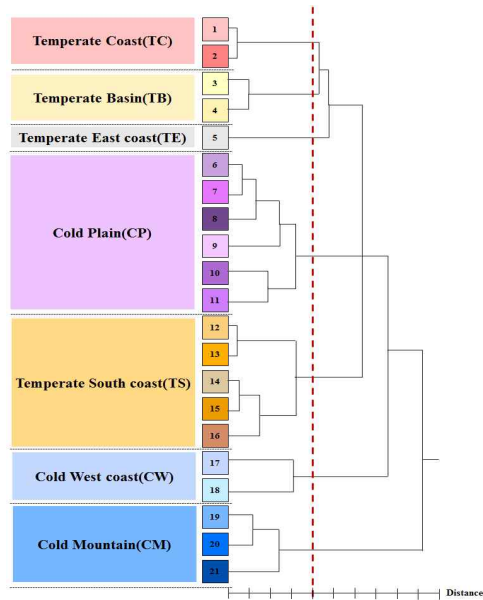 Temperate Coast(TC)
1
2
Temperate Basin(TB)
3
4
Temperate East coast(TE)
5
Cold Plain(CP)
6
7
8
9
10
11
Temperate South coast(TS)
12
13
14
15
16
Cold West coast(CW)
17
18
Cold Mountain(CM)
19
20
21
Distance